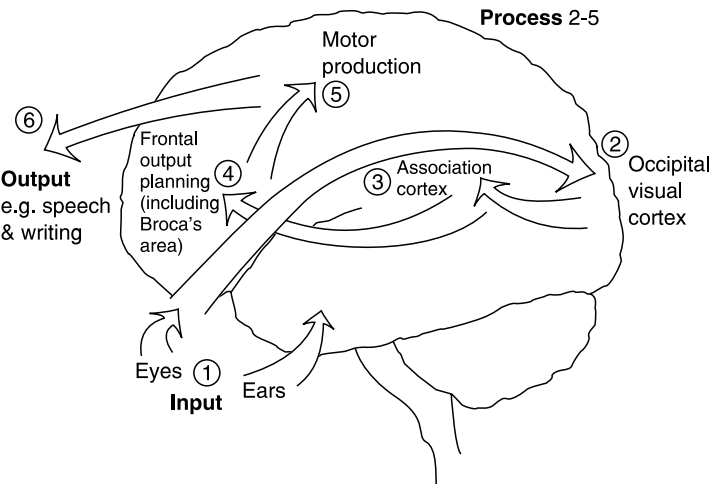 Process 2-5
Motor
production
5
6
Output
e.g. speech
& writing
Frontal
output
planning
(including
Broca's
area)
4
3
Association
cortex
2
Occipital
visual
cortex
Eyes
1
Input
Ears